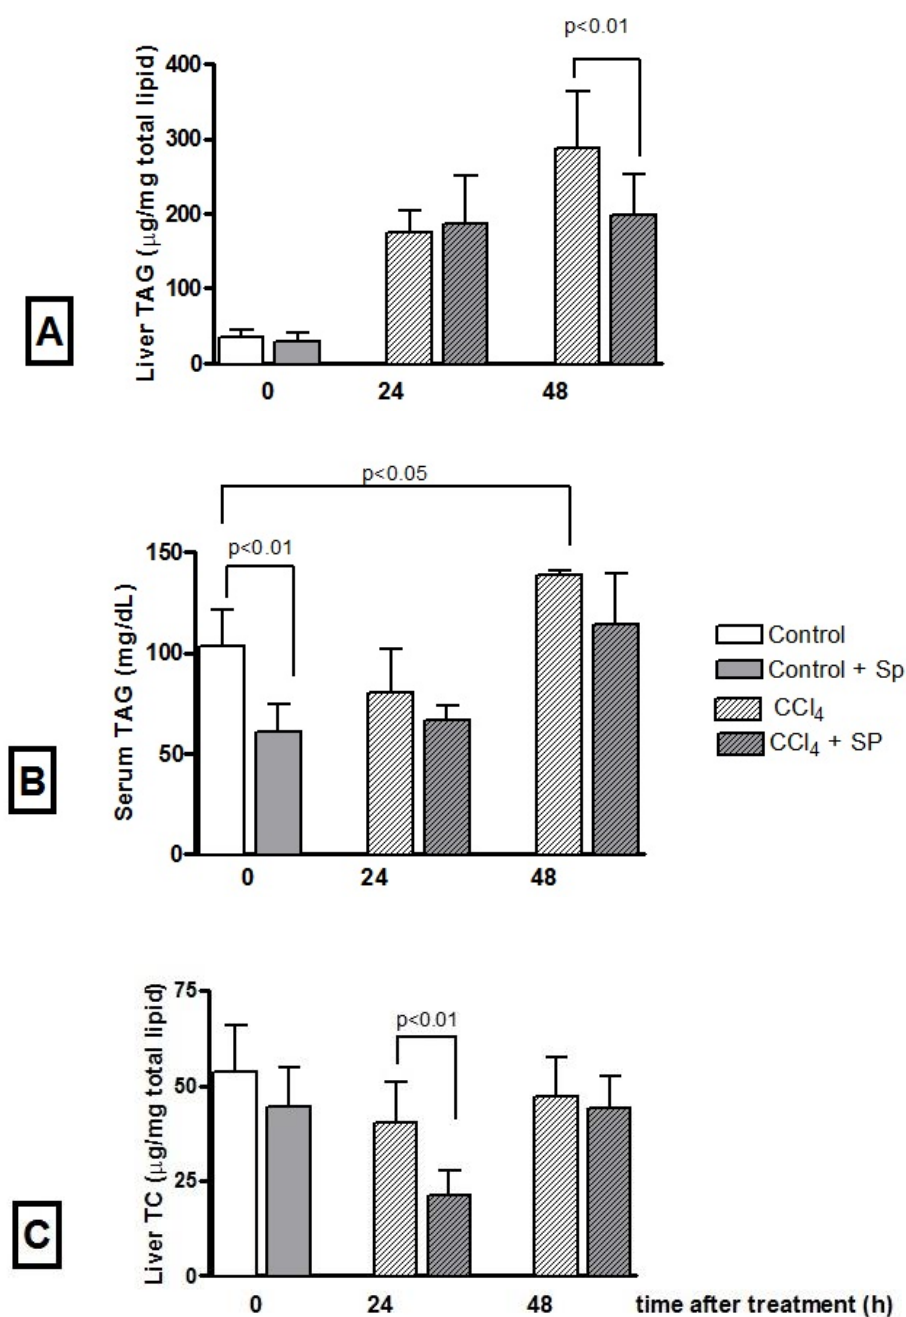 p<0.01
400
300
200
100
0
Liver TAG (µg/mg total lipid)
A
0 24 48
p<0.05
p<0.01
150
100
50
0
Serum TAG (mg/dL)
B
0 24 48
Control
Control + Sp
CCl4
CCl4 + SP
75
50
25
0
p<0.01
Liver TC (µg/mg total lipid)
C
0 24 48 time after treatment (h)